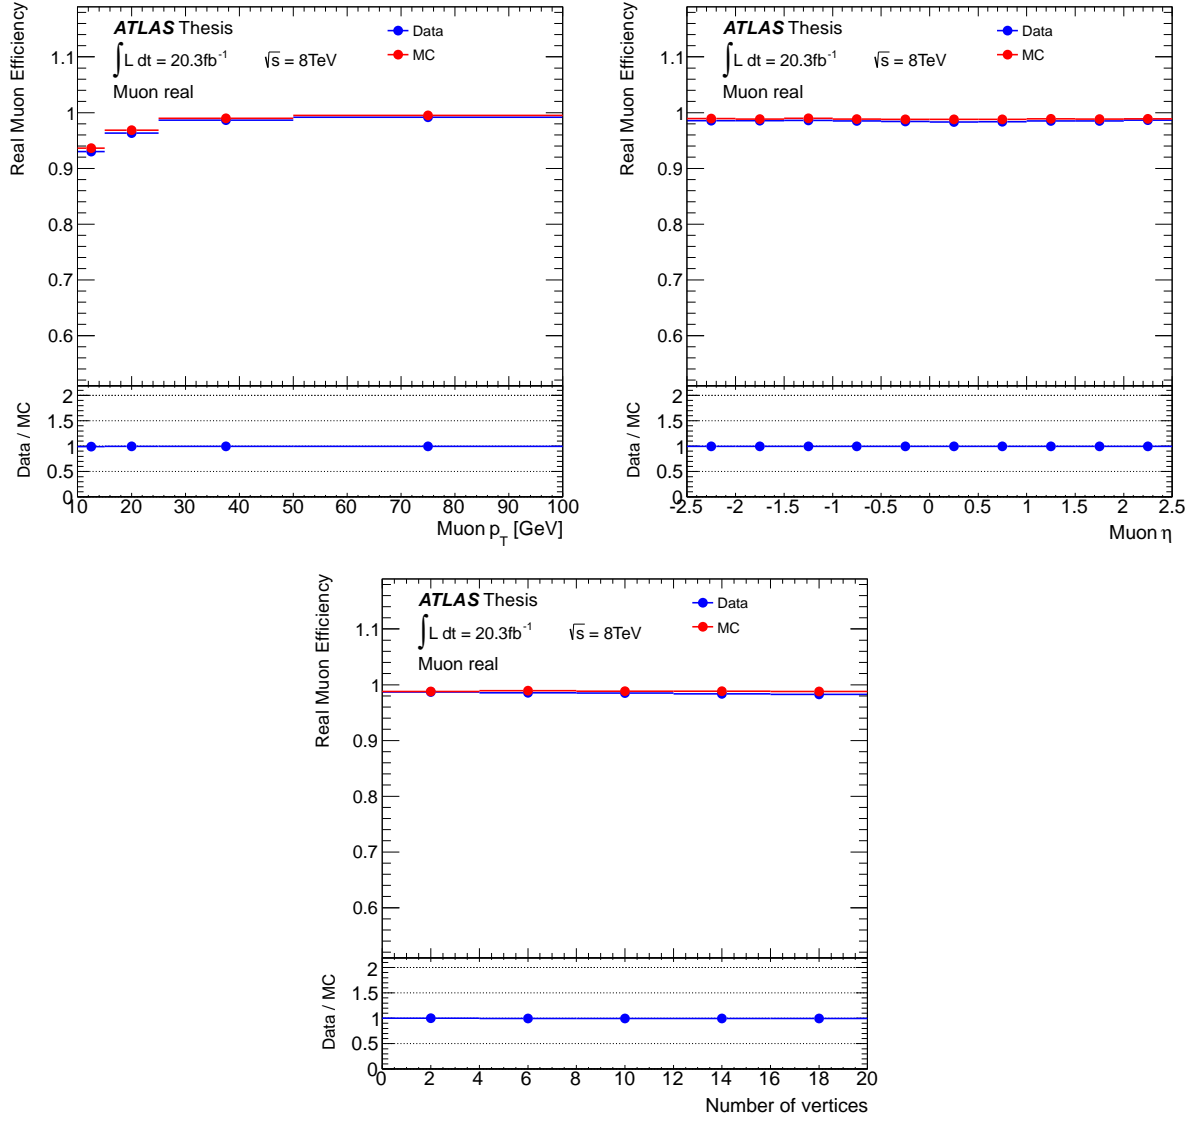 ATLAS Thesis
Data
MC
∫ L dt = 20.3fb-1 √s = 8TeV
Muon real
Real Muon Efficiency
1.1
1
0.9
0.8
0.7
0.6
Data / MC
2
1.5
1
0.5
0
10 20 30 40 50 60 70 80 90 100
Muon pT [GeV]
ATLAS Thesis
Data
MC
∫ L dt = 20.3fb-1 √s = 8TeV
Muon real
Real Muon Efficiency
1.1
1
0.9
0.8
0.7
0.6
Data / MC
2
1.5
1
0.5
0
-2.5 -2 -1.5 -1 -0.5 0 0.5 1 1.5 2 2.5
Muon η
ATLAS Thesis
Data
MC
∫ L dt = 20.3fb-1 √s = 8TeV
Muon real
Real Muon Efficiency
1.1
1
0.9
0.8
0.7
0.6
Data / MC
2
1.5
1
0.5
0
0 2 4 6 8 10 12 14 16 18 20
Number of vertices